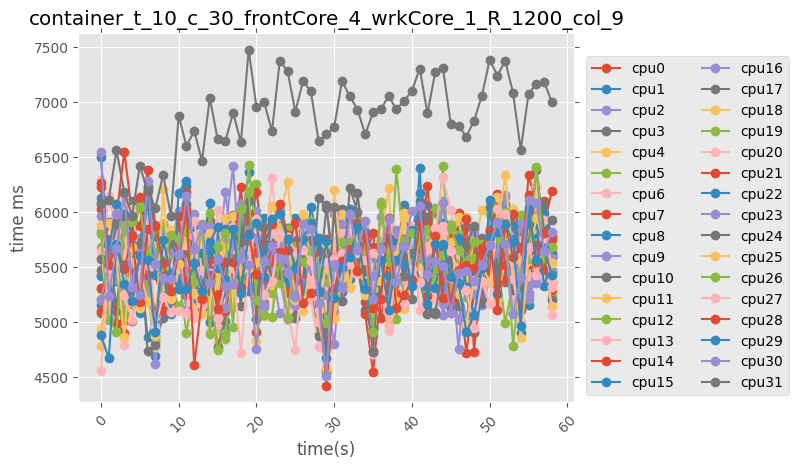 container_t_10_c_30_frontCore_4_wrkCore_1_R_1200_col_9
time ms
7500
7000
6500
6000
5500
5000
4500
0
10
20
30
40
50
60
time(s)
cpu0
cpu1
cpu2
cpu3
cpu4
cpu5
cpu6
cpu7
cpu8
cpu9
cpu10
cpu11
cpu12
cpu13
cpu14
cpu15
cpu16
cpu17
cpu18
cpu19
cpu20
cpu21
cpu22
cpu23
cpu24
cpu25
cpu26
cpu27
cpu28
cpu29
cpu30
cpu31